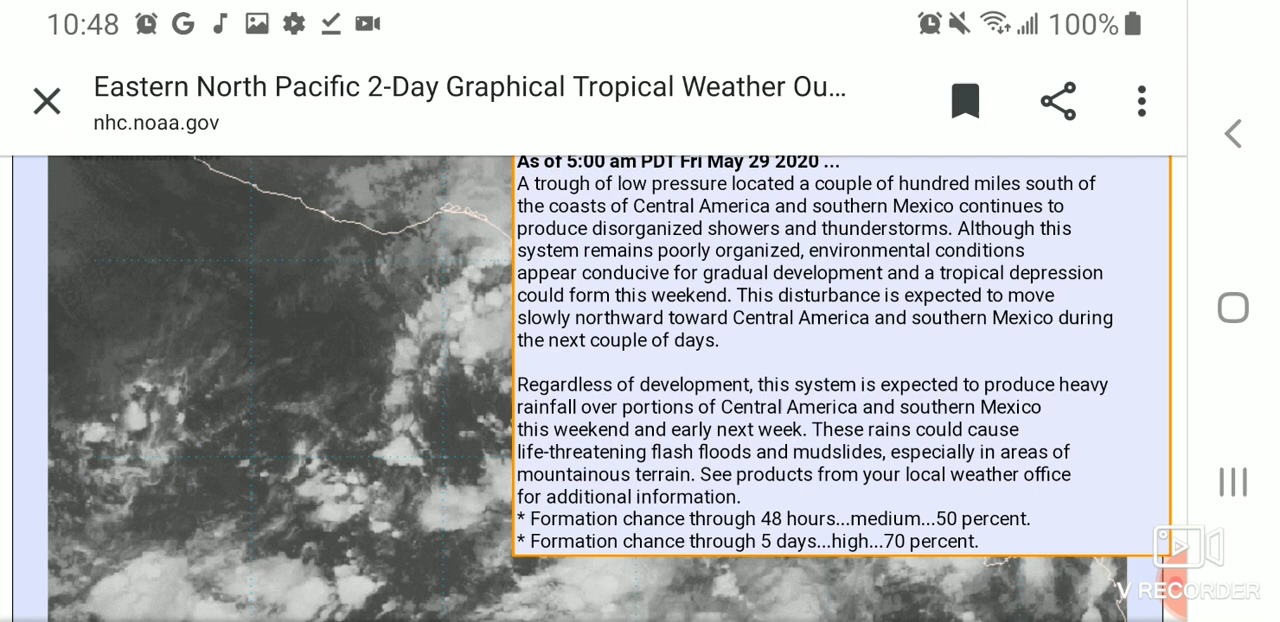 10:48
100%
Eastern North Pacific 2-Day Graphical Tropical Weather Ou...
nhc.noaa.gov
As of 5:00 am PDT Fri May 29 2020 ...
A trough of low pressure located a couple of hundred miles south of
the coasts of Central America and southern Mexico continues to
produce disorganized showers and thunderstorms. Although this
system remains poorly organized, environmental conditions
appear conducive for gradual development and a tropical depression
could form this weekend. This disturbance is expected to move
slowly northward toward Central America and southern Mexico during
the next couple of days.
Regardless of development, this system is expected to produce heavy
rainfall over portions of Central America and southern Mexico
this weekend and early next week. These rains could cause
life-threatening flash floods and mudslides, especially in areas of
mountainous terrain. See products from your local weather office
for additional information.
* Formation chance through 48 hours...medium...50 percent.
* Formation chance through 5 days...high...70 percent.
V RECORDER